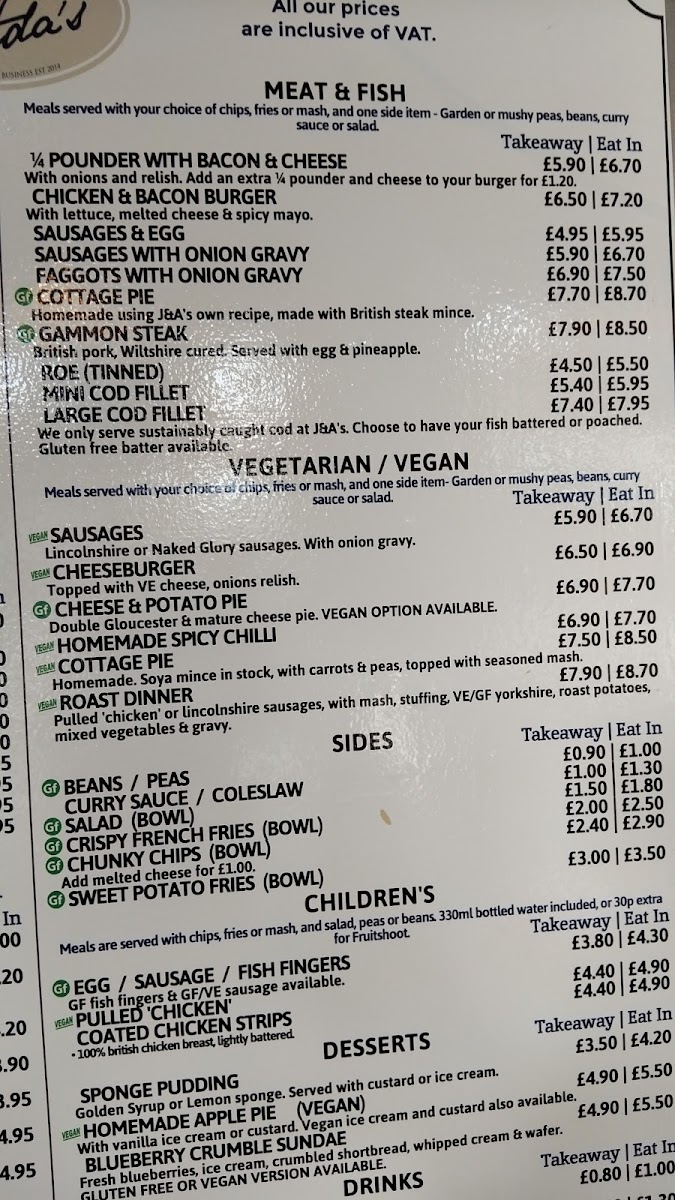 da's
BUSINESS EST 2014
All our prices
are inclusive of VAT.
MEAT & FISH
Meals served with your choice of chips, fries or mash, and one side item - Garden or mushy peas, beans, curry
sauce or salad.
Takeaway | Eat In
¼ POUNDER WITH BACON & CHEESE £5.90 | £6.70
With onions and relish. Add an extra ¼ pounder and cheese to your burger for £1.20.
CHICKEN & BACON BURGER £6.50 | £7.20
With lettuce, melted cheese & spicy mayo.
SAUSAGES & EGG £4.95 | £5.95
SAUSAGES WITH ONION GRAVY £5.90 | £6.70
FAGGOTS WITH ONION GRAVY £6.90 | £7.50
Gf COTTAGE PIE £7.70 | £8.70
Homemade using J&A's own recipe, made with British steak mince.
Gf GAMMON STEAK £7.90 | £8.50
British pork, Wiltshire cured. Served with egg & pineapple.
ROE (TINNED) £4.50 | £5.50
MINI COD FILLET £5.40 | £5.95
LARGE COD FILLET £7.40 | £7.95
We only serve sustainably caught cod at J&A's. Choose to have your fish battered or poached.
Gluten free batter available.
VEGETARIAN / VEGAN
Meals served with your choice of chips, fries or mash, and one side item- Garden or mushy peas, beans, curry
sauce or salad.
Takeaway | Eat In
VEGAN SAUSAGES £5.90 | £6.70
Lincolnshire or Naked Glory sausages. With onion gravy.
VEGAN CHEESEBURGER £6.50 | £6.90
Topped with VE cheese, onions relish.
Gf CHEESE & POTATO PIE £6.90 | £7.70
Double Gloucester & mature cheese pie. VEGAN OPTION AVAILABLE.
VEGAN HOMEMADE SPICY CHILLI £6.90 | £7.70
VEGAN COTTAGE PIE £7.50 | £8.50
Homemade. Soya mince in stock, with carrots & peas, topped with seasoned mash.
VEGAN ROAST DINNER £7.90 | £8.70
Pulled 'chicken' or lincolnshire sausages, with mash, stuffing, VE/GF yorkshire, roast potatoes,
mixed vegetables & gravy.
SIDES
Takeaway | Eat In
Gf BEANS / PEAS £0.90 | £1.00
CURRY SAUCE / COLESLAW £1.00 | £1.30
Gf SALAD (BOWL) £1.50 | £1.80
Gf CRISPY FRENCH FRIES (BOWL) £2.00 | £2.50
Gf CHUNKY CHIPS (BOWL) £2.40 | £2.90
Add melted cheese for £1.00.
Gf SWEET POTATO FRIES (BOWL) £3.00 | £3.50
CHILDREN'S
Meals are served with chips, fries or mash, and salad, peas or beans. 330ml bottled water included, or 30p extra
for Fruitshoot.
Takeaway | Eat In
Gf EGG / SAUSAGE / FISH FINGERS £3.80 | £4.30
GF fish fingers & GF/VE sausage available.
VEGAN PULLED 'CHICKEN' £4.40 | £4.90
COATED CHICKEN STRIPS £4.40 | £4.90
• 100% british chicken breast, lightly battered.
DESSERTS
Takeaway | Eat In
SPONGE PUDDING £3.50 | £4.20
Golden Syrup or Lemon sponge. Served with custard or ice cream.
VEGAN HOMEMADE APPLE PIE (VEGAN) £4.90 | £5.50
With vanilla ice cream or custard. Vegan ice cream and custard also available.
BLUEBERRY CRUMBLE SUNDAE £4.90 | £5.50
Fresh blueberries, ice cream, crumbled shortbread, whipped cream & wafer.
GLUTEN FREE OR VEGAN VERSION AVAILABLE.
DRINKS
Takeaway | Eat In
£0.80 | £1.00
In
00
.20
.20
.90
3.95
4.95
4.95